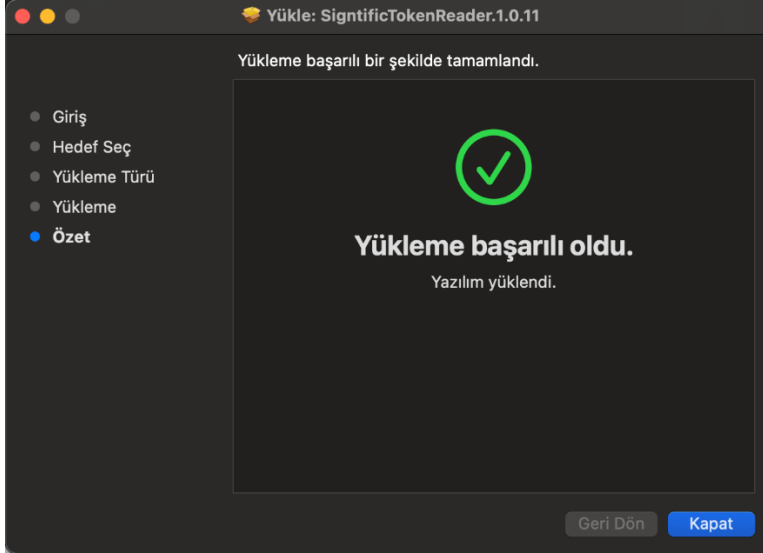 Yükle: SigntificTokenReader.1.0.11
Yükleme başarılı bir şekilde tamamlandı.
Giriş
Hedef Seç
Yükleme Türü
Yükleme
Özet
Yükleme başarılı oldu.
Yazılım yüklendi.
Geri Dön
Kapat